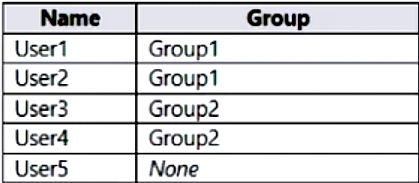 Name Group
User1 Group1
User2 Group1
User3 Group2
User4 Group2
User5 None